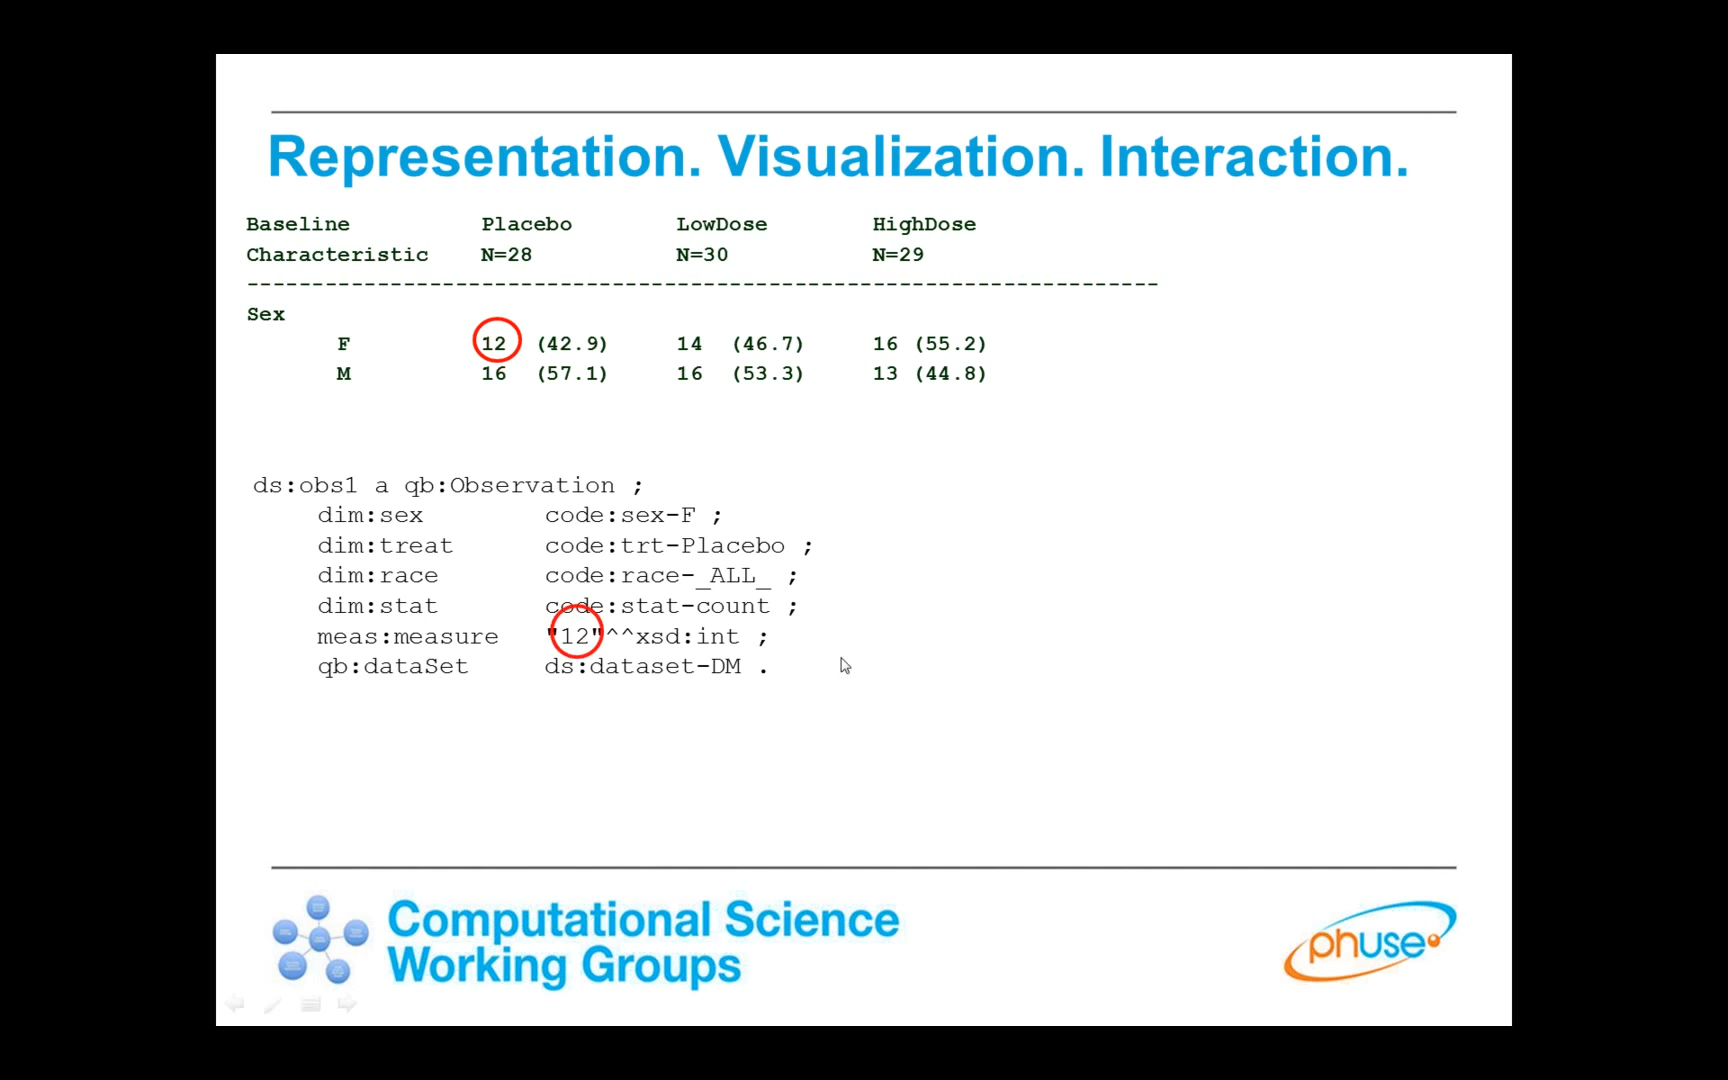 Representation. Visualization. Interaction.
Baseline Placebo LowDose HighDose
Characteristic N=28 N=30 N=29
----------------------------------------------------------------------
Sex
F 12 (42.9) 14 (46.7) 16 (55.2)
M 16 (57.1) 16 (53.3) 13 (44.8)
ds:obs1 a qb:Observation ;
dim:sex code:sex-F ;
dim:treat code:trt-Placebo ;
dim:race code:race-_ALL_ ;
dim:stat code:stat-count ;
meas:measure "12"^^xsd:int ;
qb:dataSet ds:dataset-DM .
Computational Science
Working Groups
phuse